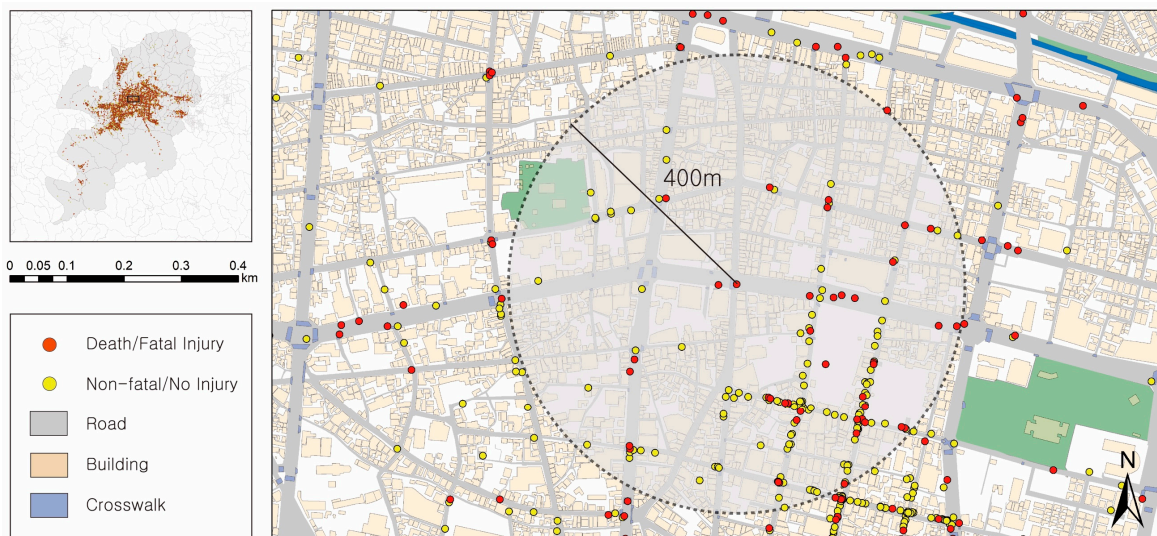 0 0.05 0.1 0.2 0.3 0.4
km
Death/Fatal Injury
Non-fatal/No Injury
Road
Building
Crosswalk
400m
N